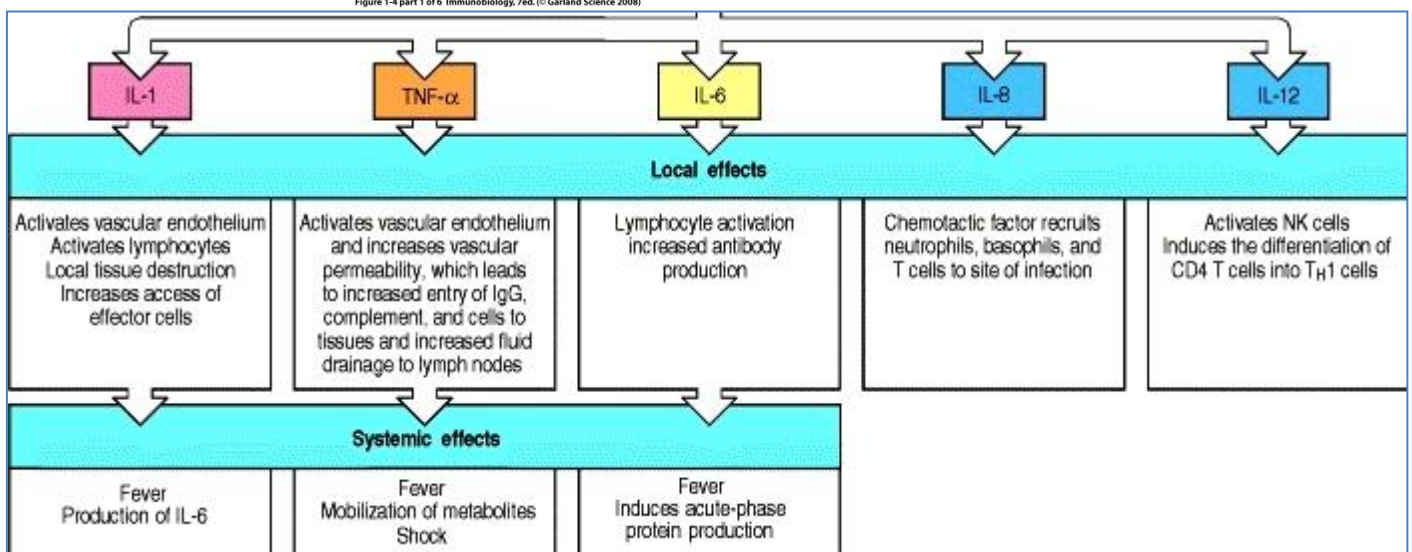 Figure 1-4 part 1 of 6 Immunobiology, 7ed. (© Garland Science 2008)
IL-1
TNF-α
IL-6
IL-8
IL-12
Local effects
Activates vascular endothelium
Activates lymphocytes
Local tissue destruction
Increases access of
effector cells
Activates vascular endothelium
and increases vascular
permeability, which leads
to increased entry of IgG,
complement, and cells to
tissues and increased fluid
drainage to lymph nodes
Lymphocyte activation
increased antibody
production
Chemotactic factor recruits
neutrophils, basophils, and
T cells to site of infection
Activates NK cells
Induces the differentiation of
CD4 T cells into TH1 cells
Systemic effects
Fever
Production of IL-6
Fever
Mobilization of metabolites
Shock
Fever
Induces acute-phase
protein production